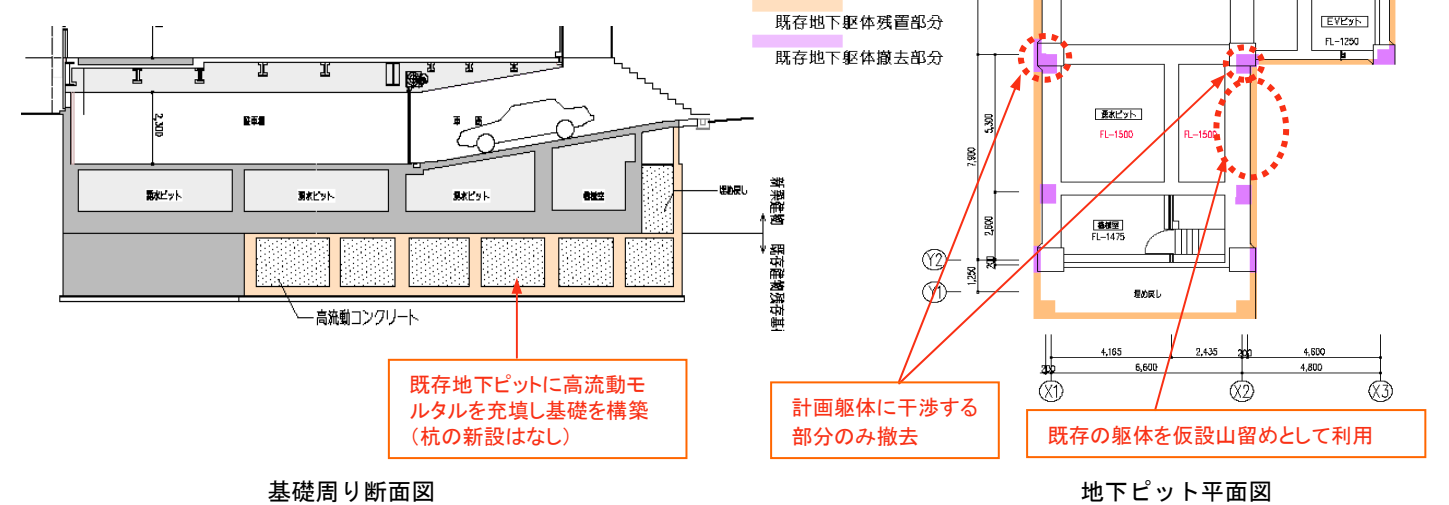 2,300
駐車場
車路
湧水ピット
湧水ピット
湧水ピット
機械室
埋め戻し
新築建物
既存建物残存基礎
高流動コンクリート
既存地下ピットに高流動モ
ルタルを充填し基礎を構築
(杭の新設はなし)
基礎周り断面図
既存地下躯体残置部分
既存地下躯体撤去部分
EVピット
FL-1250
湧水ピット
FL-1500
FL-1500
5,300
7,900
2,600
機械室
FL-1475
Y2
200
1,250
Y1
埋め戻し
4,165
2,435
200
4,600
200
6,600
4,800
X1
X2
X3
計画躯体に干渉する
部分のみ撤去
既存の躯体を仮設山留めとして利用
地下ピット平面図